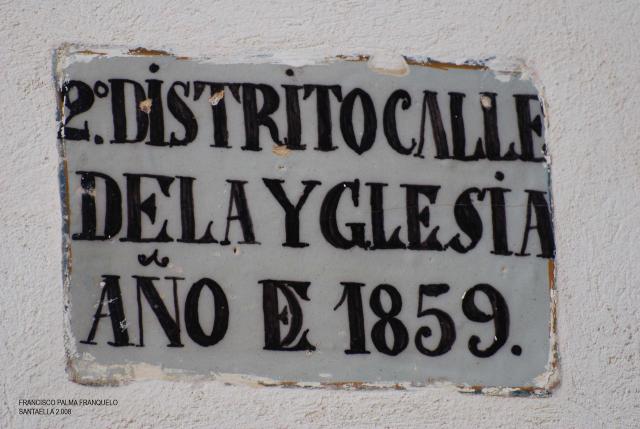 2º. DISTRITO CALLE
DE LA YGLESIA
AÑO DE 1859.
FRANCISCO PALMA FRANQUELO
SANTAELLA 2.008